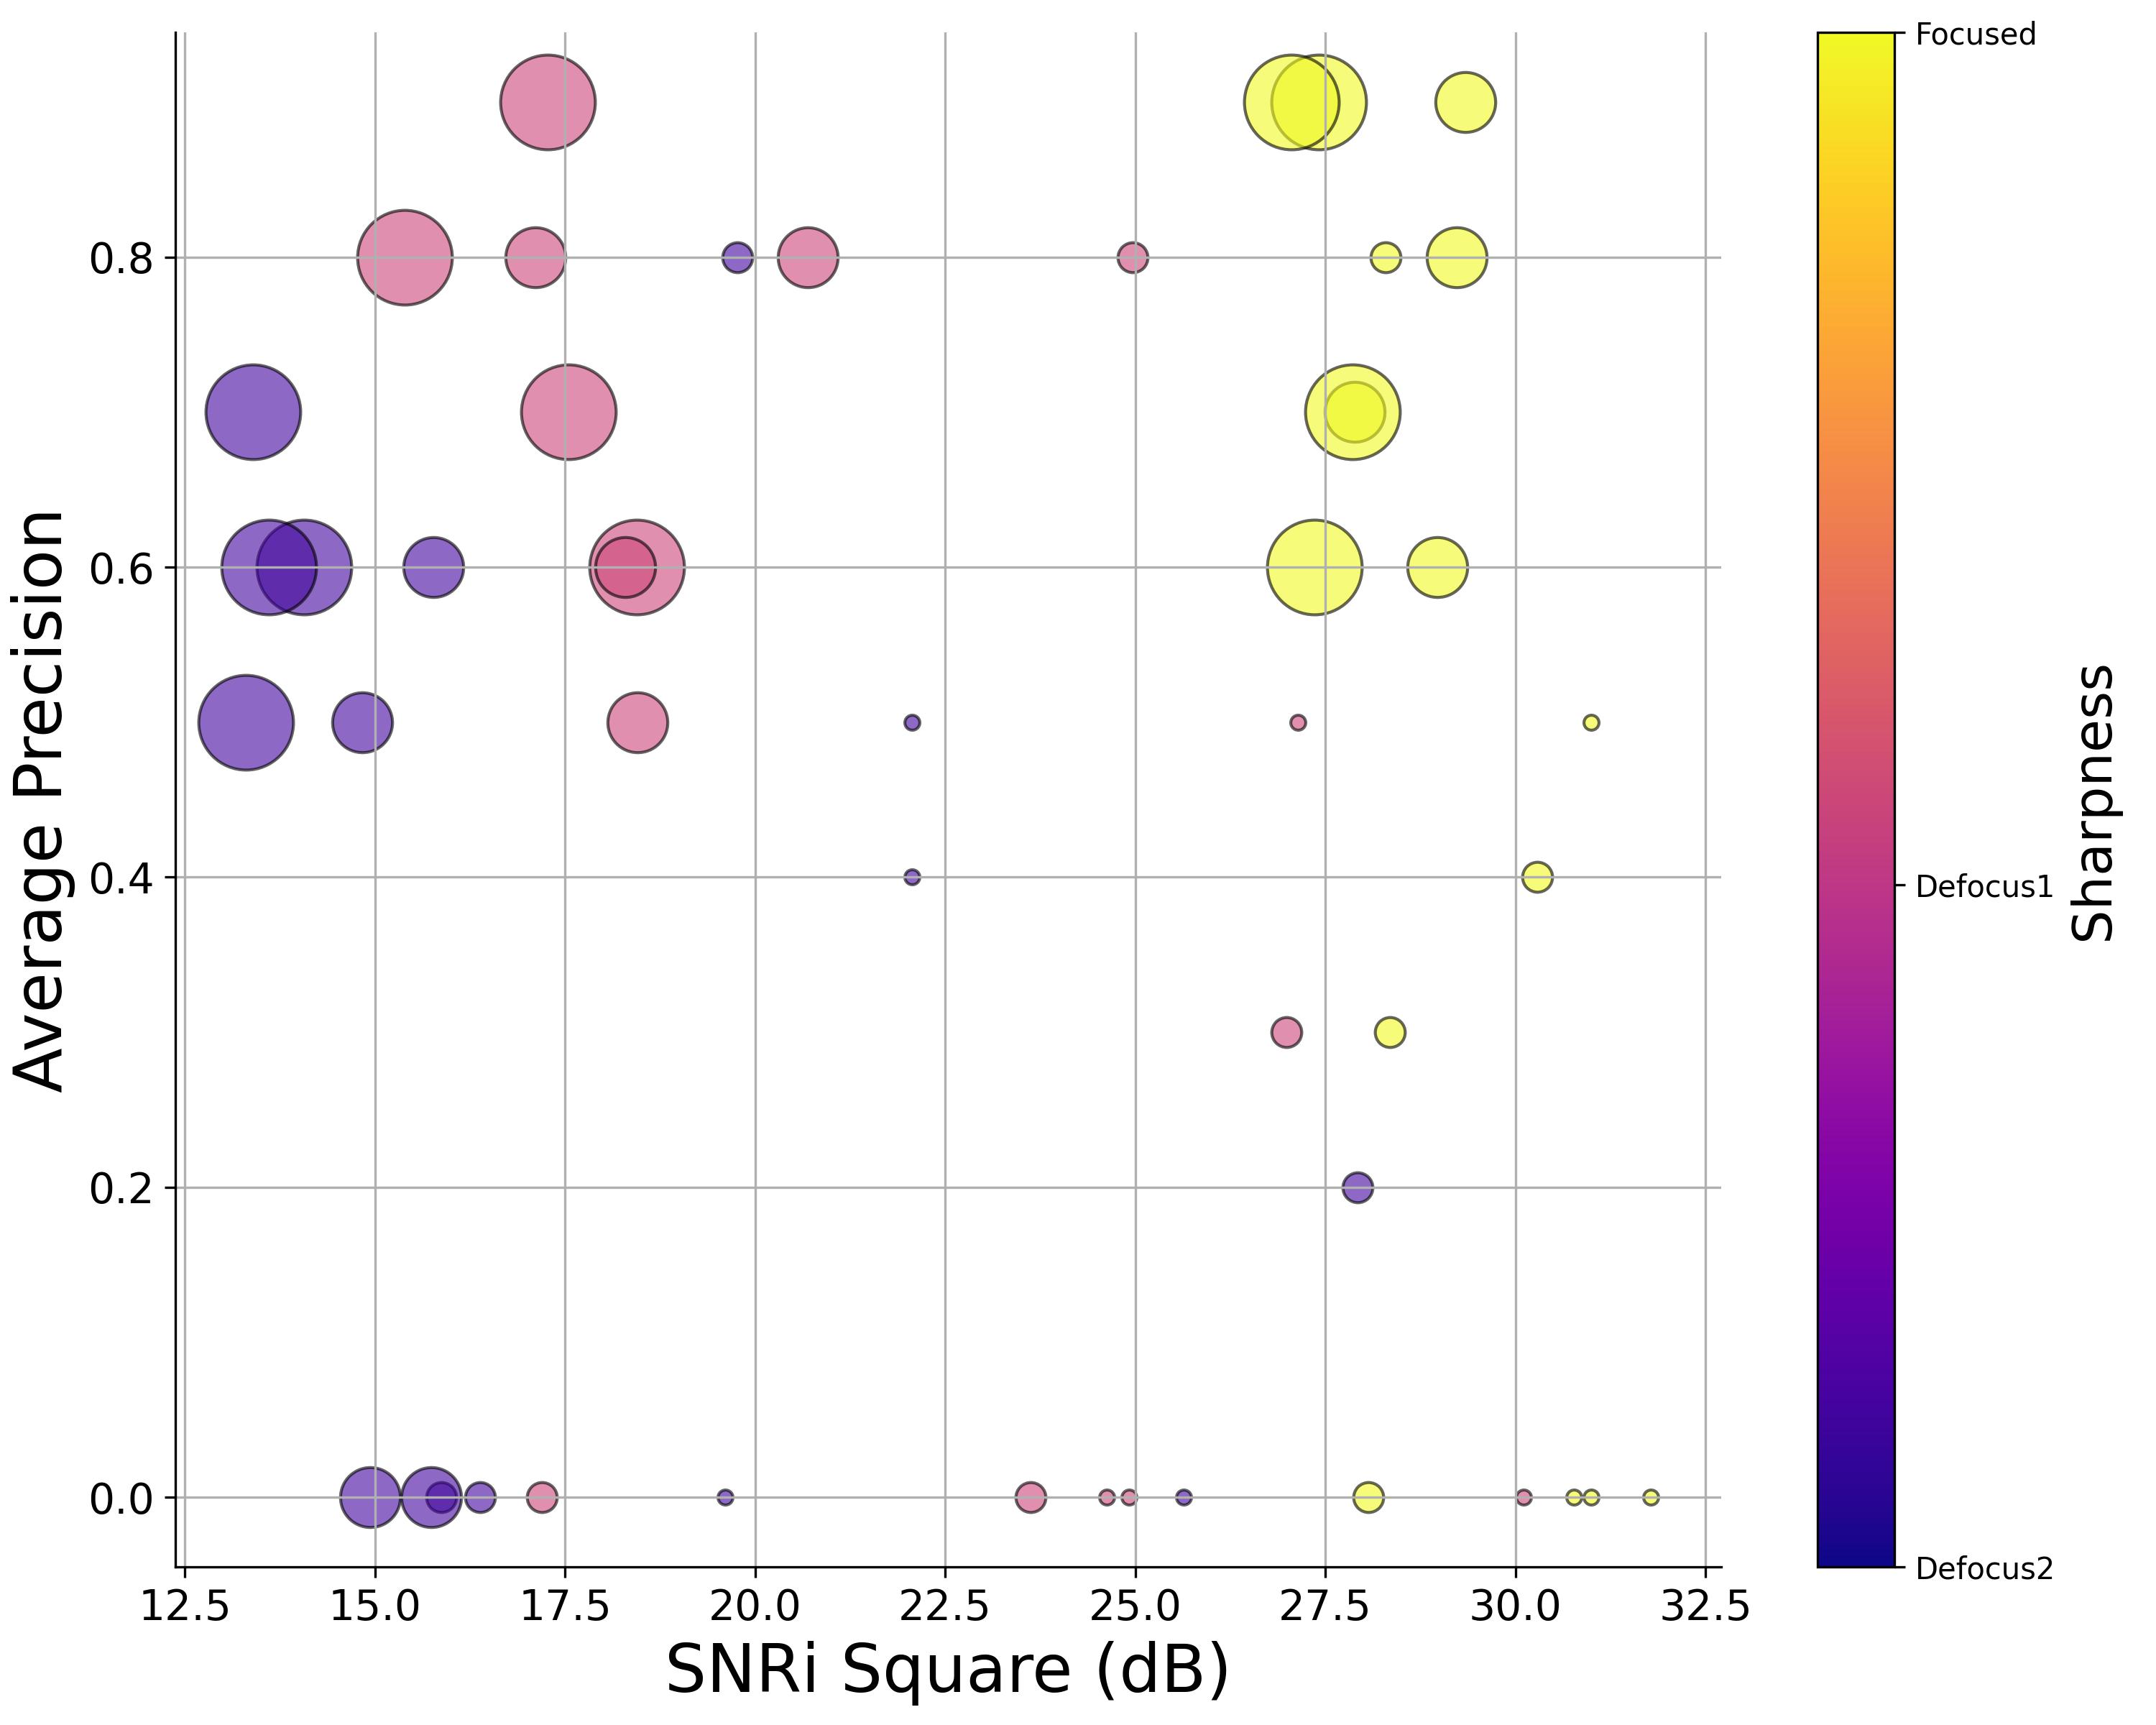 Average Precision
0.8
0.6
0.4
0.2
0.0
12.5 15.0 17.5 20.0 22.5 25.0 27.5 30.0 32.5
SNRi Square (dB)
Focused
Defocus1
Defocus2
Sharpness